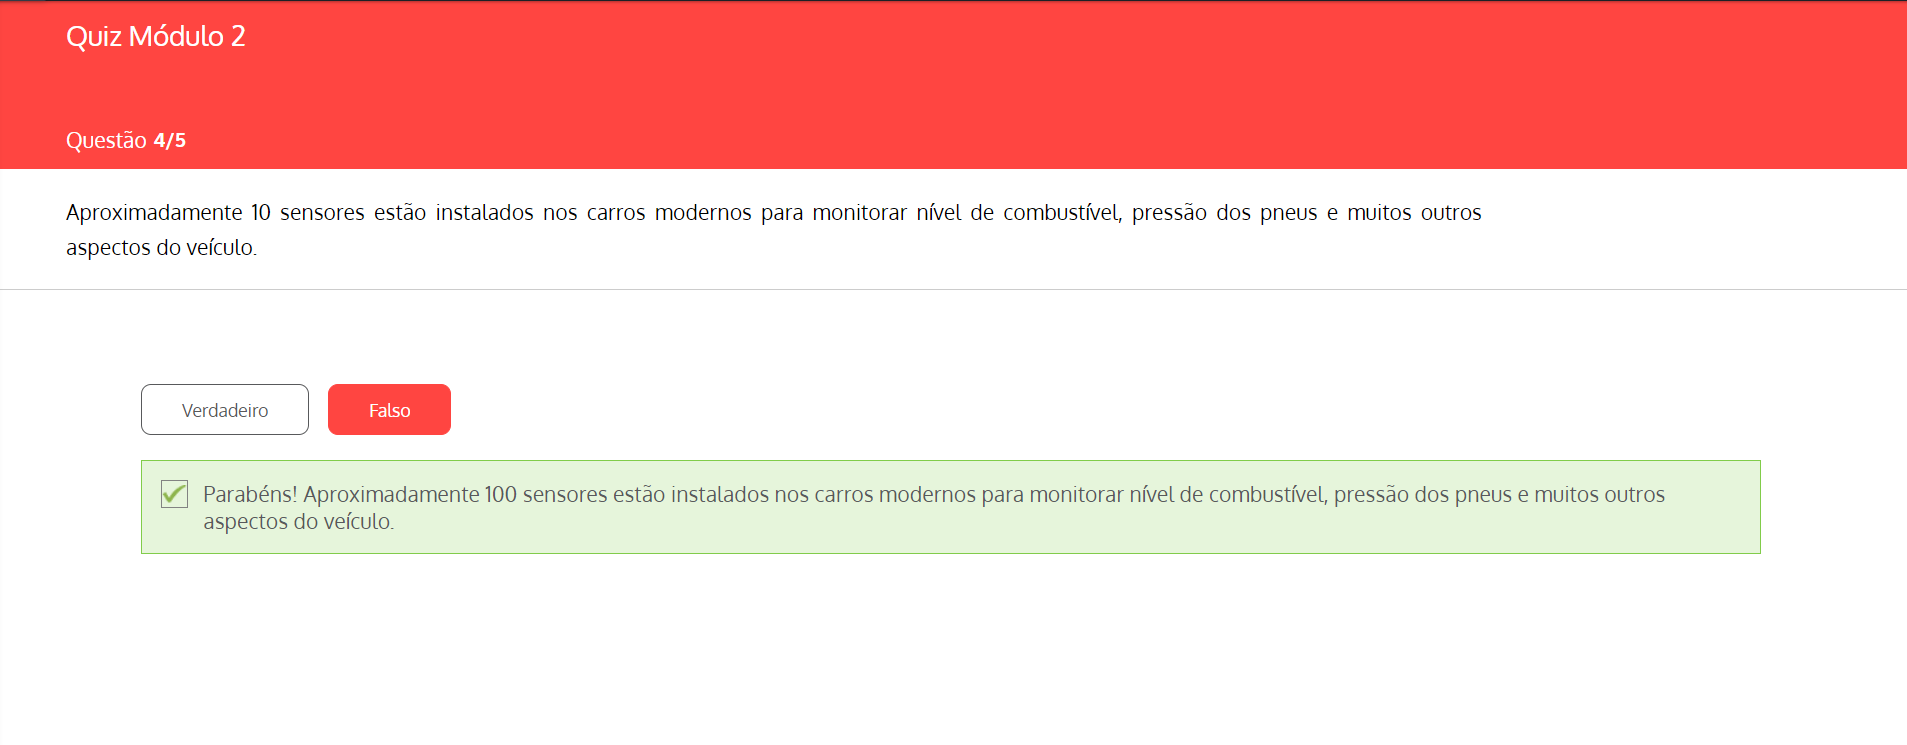 Quiz Módulo 2
Questão 4/5
Aproximadamente 10 sensores estão instalados nos carros modernos para monitorar nível de combustível, pressão dos pneus e muitos outros
aspectos do veículo.
Verdadeiro
Falso
Parabéns! Aproximadamente 100 sensores estão instalados nos carros modernos para monitorar nível de combustível, pressão dos pneus e muitos outros
aspectos do veículo.